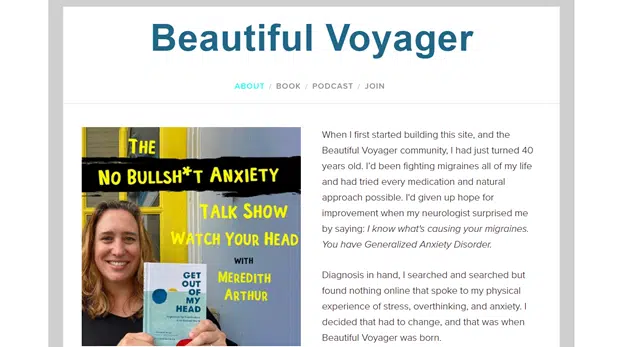 Beautiful Voyager
ABOUT / BOOK / PODCAST / JOIN
THE
NO BULLSH*T ANXIETY
TALK SHOW
WATCH YOUR HEAD
WITH
MEREDITH
ARTHUR
GET
OUT
OF MY
HEAD
When I first started building this site, and the
Beautiful Voyager community, I had just turned 40
years old. I'd been fighting migraines all of my life
and had tried every medication and natural
approach possible. I'd given up hope for
improvement when my neurologist surprised me
by saying: I know what's causing your migraines.
You have Generalized Anxiety Disorder.
Diagnosis in hand, I searched and searched but
found nothing online that spoke to my physical
experience of stress, overthinking, and anxiety. I
decided that had to change, and that was when
Beautiful Voyager was born.